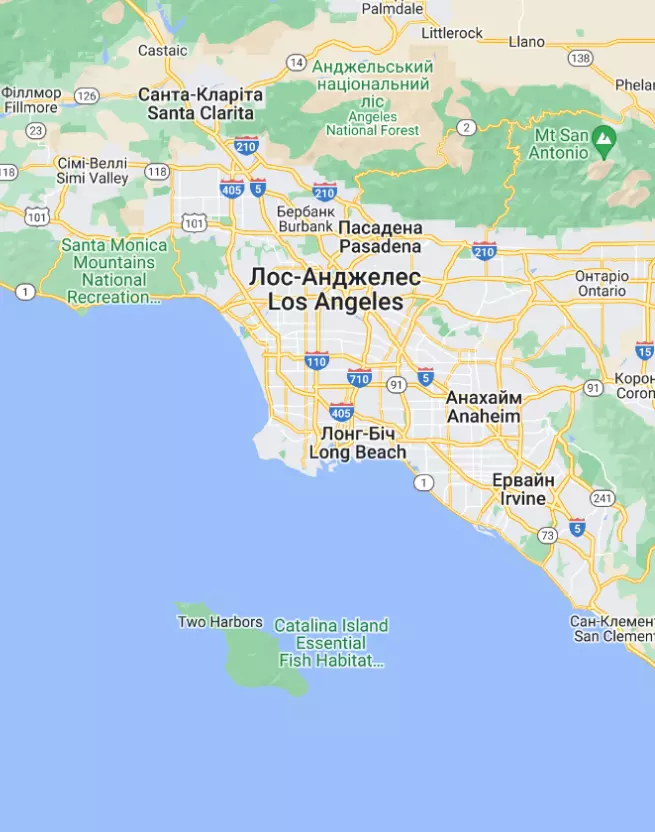 Palmdale
Littlerock
Llano
Castaic
14
138
Анджельський
національний
ліс
Angeles
National Forest
Phelan
Філлмор
Fillmore
126
Санта-Кларіта
Santa Clarita
23
2
Mt San
Antonio
210
118
Сімі-Веллі
Simi Valley
118
405
5
210
101
101
Бербанк
Burbank
Пасадена
Pasadena
210
Santa Monica
Mountains
National
Recreation...
Лос-Анджелес
Los Angeles
Онтаріо
Ontario
1
110
15
710
91
5
91
Корон
Coron
405
Анахайм
Anaheim
Лонг-Біч
Long Beach
1
Ервайн
Irvine
241
5
73
Two Harbors
Catalina Island
Essential
Fish Habitat...
Сан-Клемент
San Clement